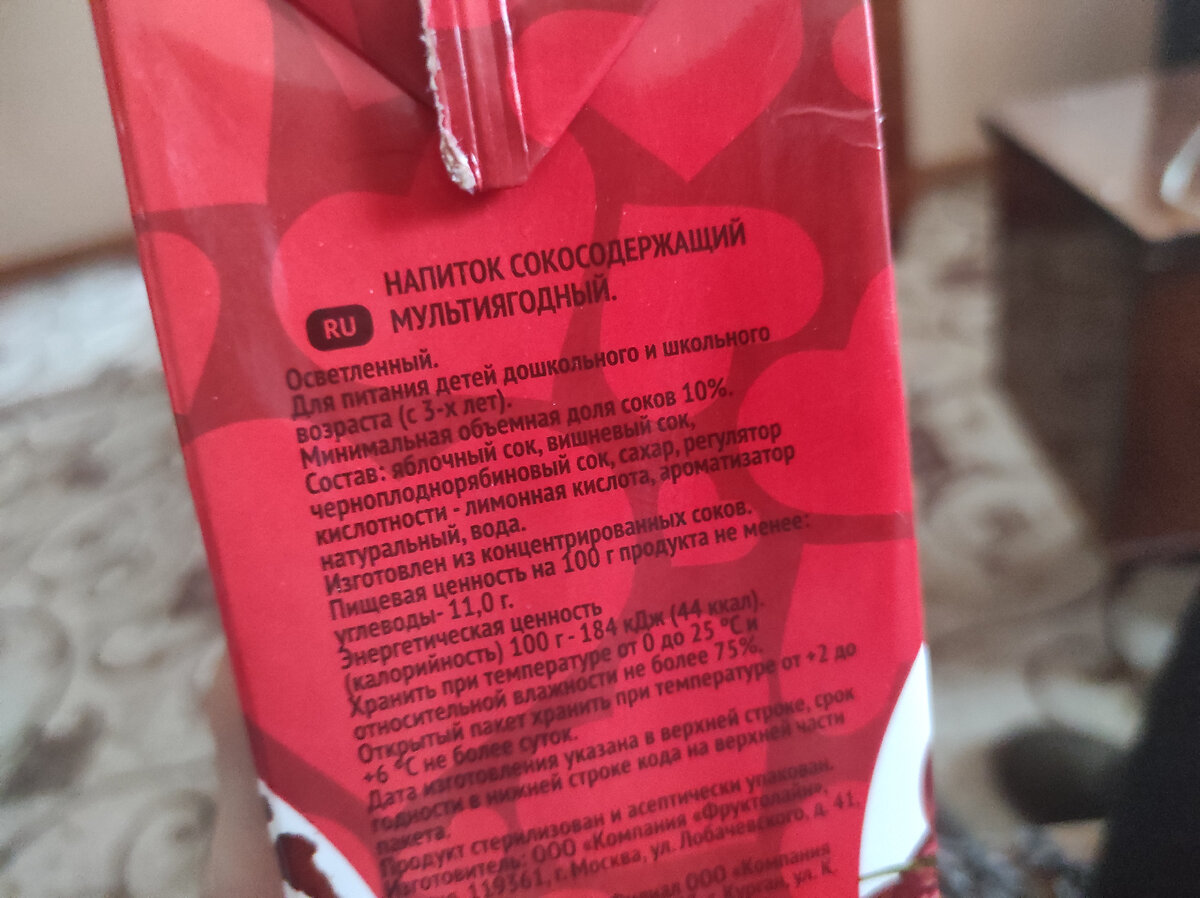 НАПИТОК СОКОСОДЕРЖАЩИЙ
RU МУЛЬТИЯГОДНЫЙ.
Осветленный.
Для питания детей дошкольного и школьного
возраста (с 3-х лет).
Минимальная объемная доля соков 10%.
Состав: яблочный сок, вишневый сок,
черноплоднорябиновый сок, сахар, регулятор
кислотности - лимонная кислота, ароматизатор
натуральный, вода.
Изготовлен из концентрированных соков.
Пищевая ценность на 100 г продукта не менее:
углеводы- 11,0 г.
Энергетическая ценность
(калорийность) 100 г - 184 кДж (44 ккал).
Хранить при температуре от 0 до 25 °С и
относительной влажности не более 75%.
Открытый пакет хранить при температуре от +2 до
+6 °С не более суток.
Дата изготовления указана в верхней строке, срок
годности в нижней строке кода на верхней части
пакета.
Продукт стерилизован и асептически упакован.
Изготовитель: ООО «Компания «Фруктолайн»,
119361, г. Москва, ул. Лобачевского, д. 41.
Филиал ООО «Компания
г. Курган, ул. К.